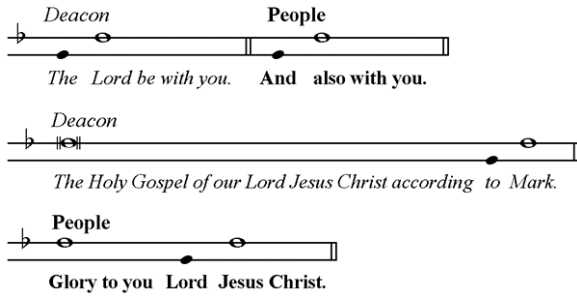 Deacon People
The Lord be with you. And also with you.
Deacon
The Holy Gospel of our Lord Jesus Christ according to Mark.
People
Glory to you Lord Jesus Christ.